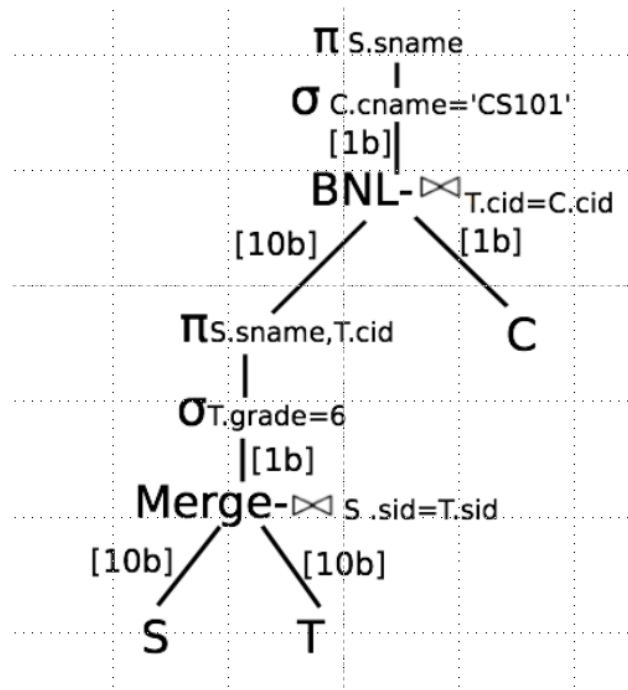 π S.sname
σ C.cname='CS101'
[1b]
BNL-⋈ T.cid=C.cid
[10b] [1b]
πS.sname,T.cid C
σT.grade=6
[1b]
Merge-⋈ S .sid=T.sid
[10b] [10b]
S T